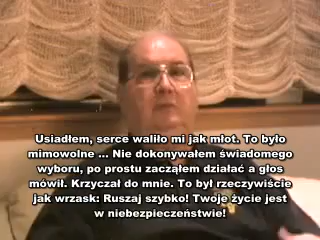 Usiadłem, serce waliło mi jak młot. To było
mimowolne ... Nie dokonywałem świadomego
wyboru, po prostu zacząłem działać a głos
mówił. Krzyczał do mnie. To był rzeczywiście
jak wrzask: Ruszaj szybko! Twoje życie jest
w niebezpieczeństwie!